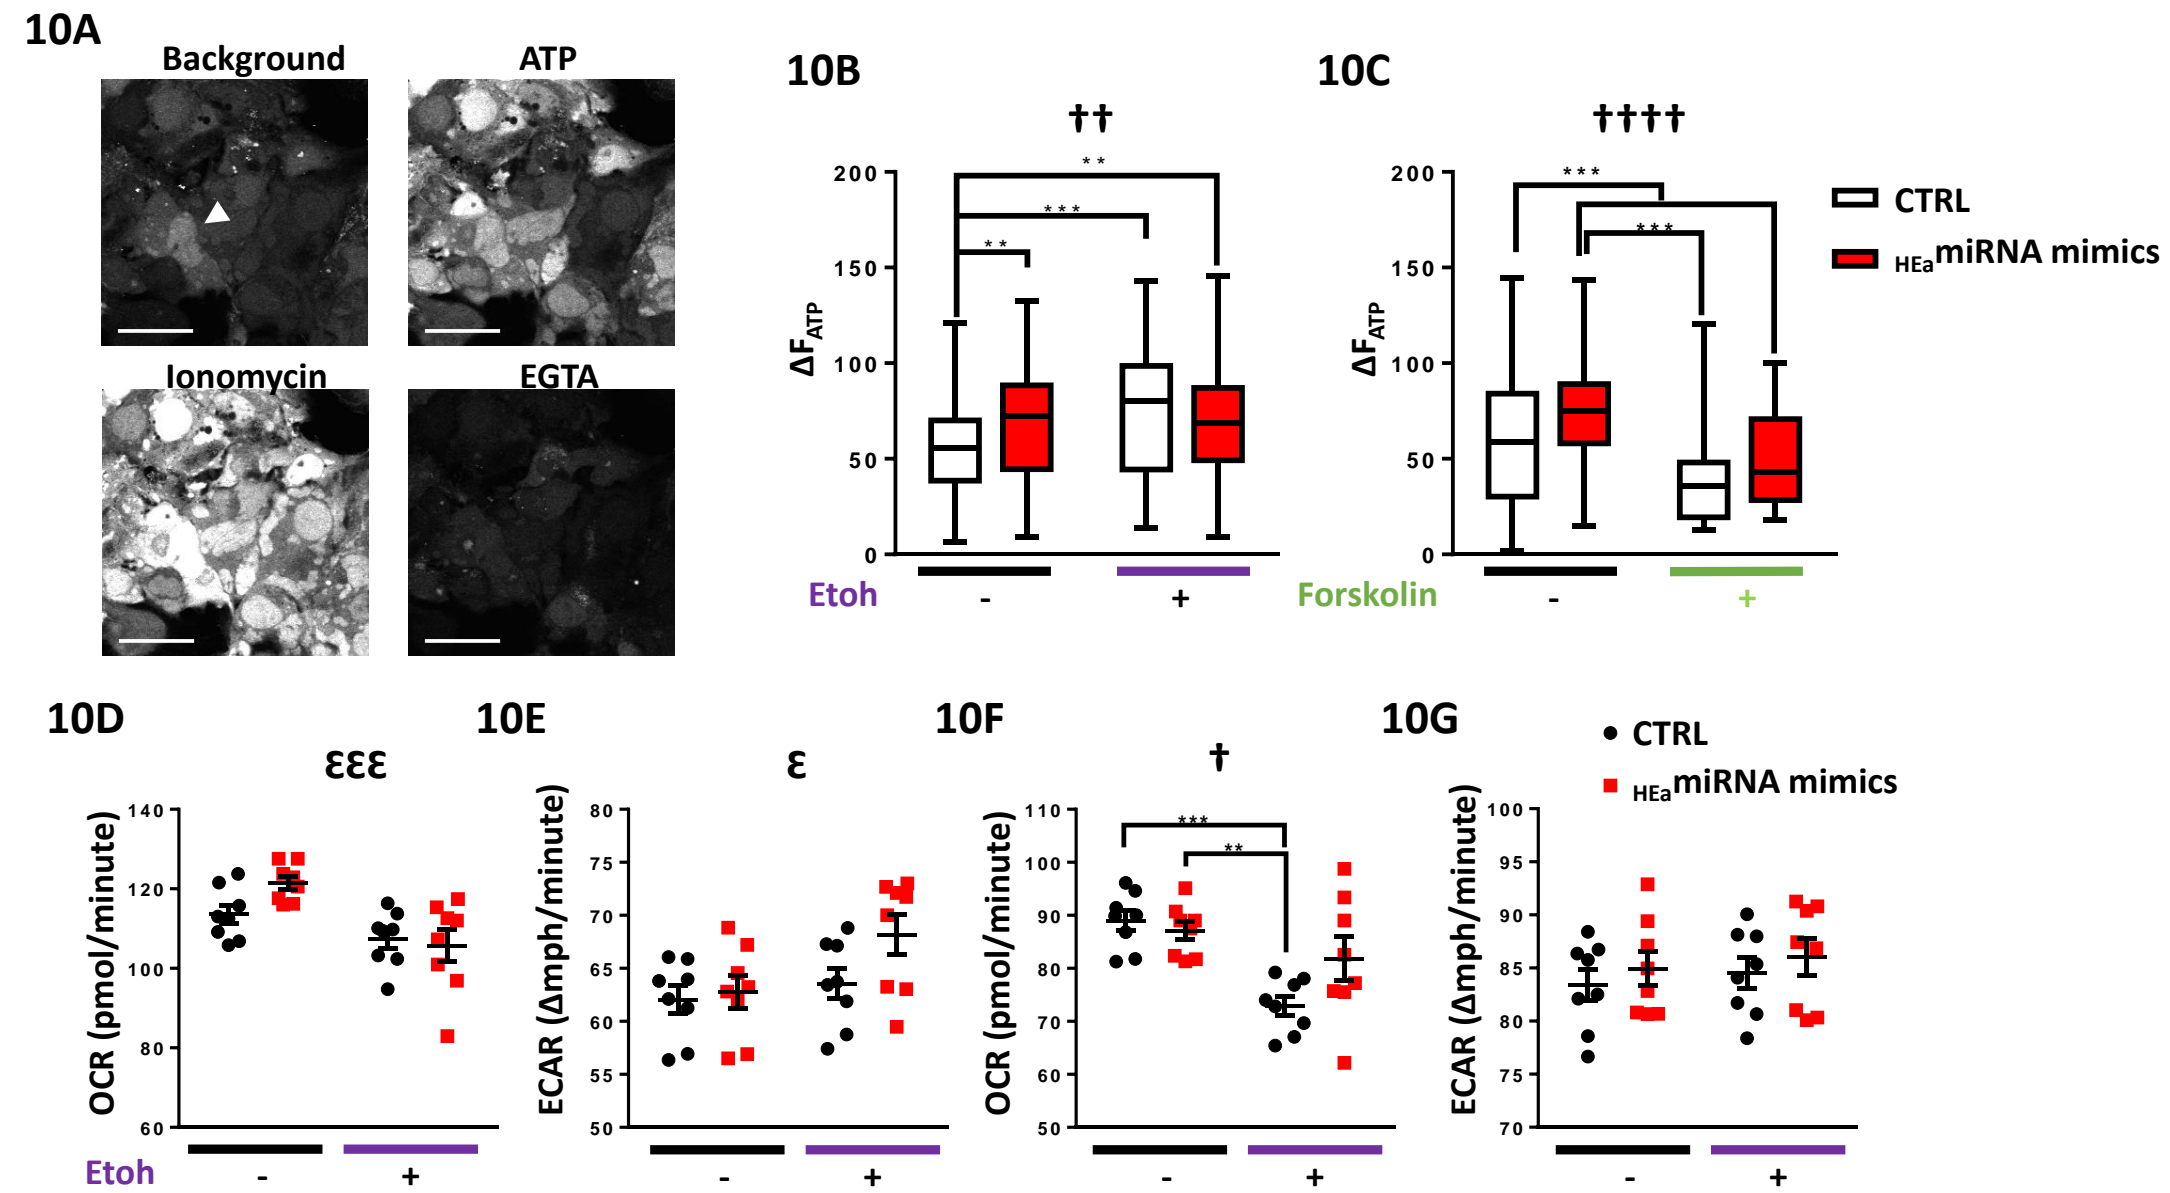 10A
Background
ATP
Ionomycin
EGTA
10B
††
**
***
**
200
150
100
50
0
ΔFATP
Etoh
-
+
10C
††††
***
***
200
150
100
50
0
ΔFATP
Forskolin
-
+
CTRL
HEamiRNA mimics
10D
ƐƐƐ
140
120
100
80
60
OCR (pmol/minute)
Etoh
-
+
10E
Ɛ
80
75
70
65
60
55
50
ECAR (Δmph/minute)
-
+
10F
†
***
**
110
100
90
80
70
60
50
OCR (pmol/minute)
-
+
10G
CTRL
HEamiRNA mimics
100
95
90
85
80
75
70
ECAR (Δmph/minute)
-
+